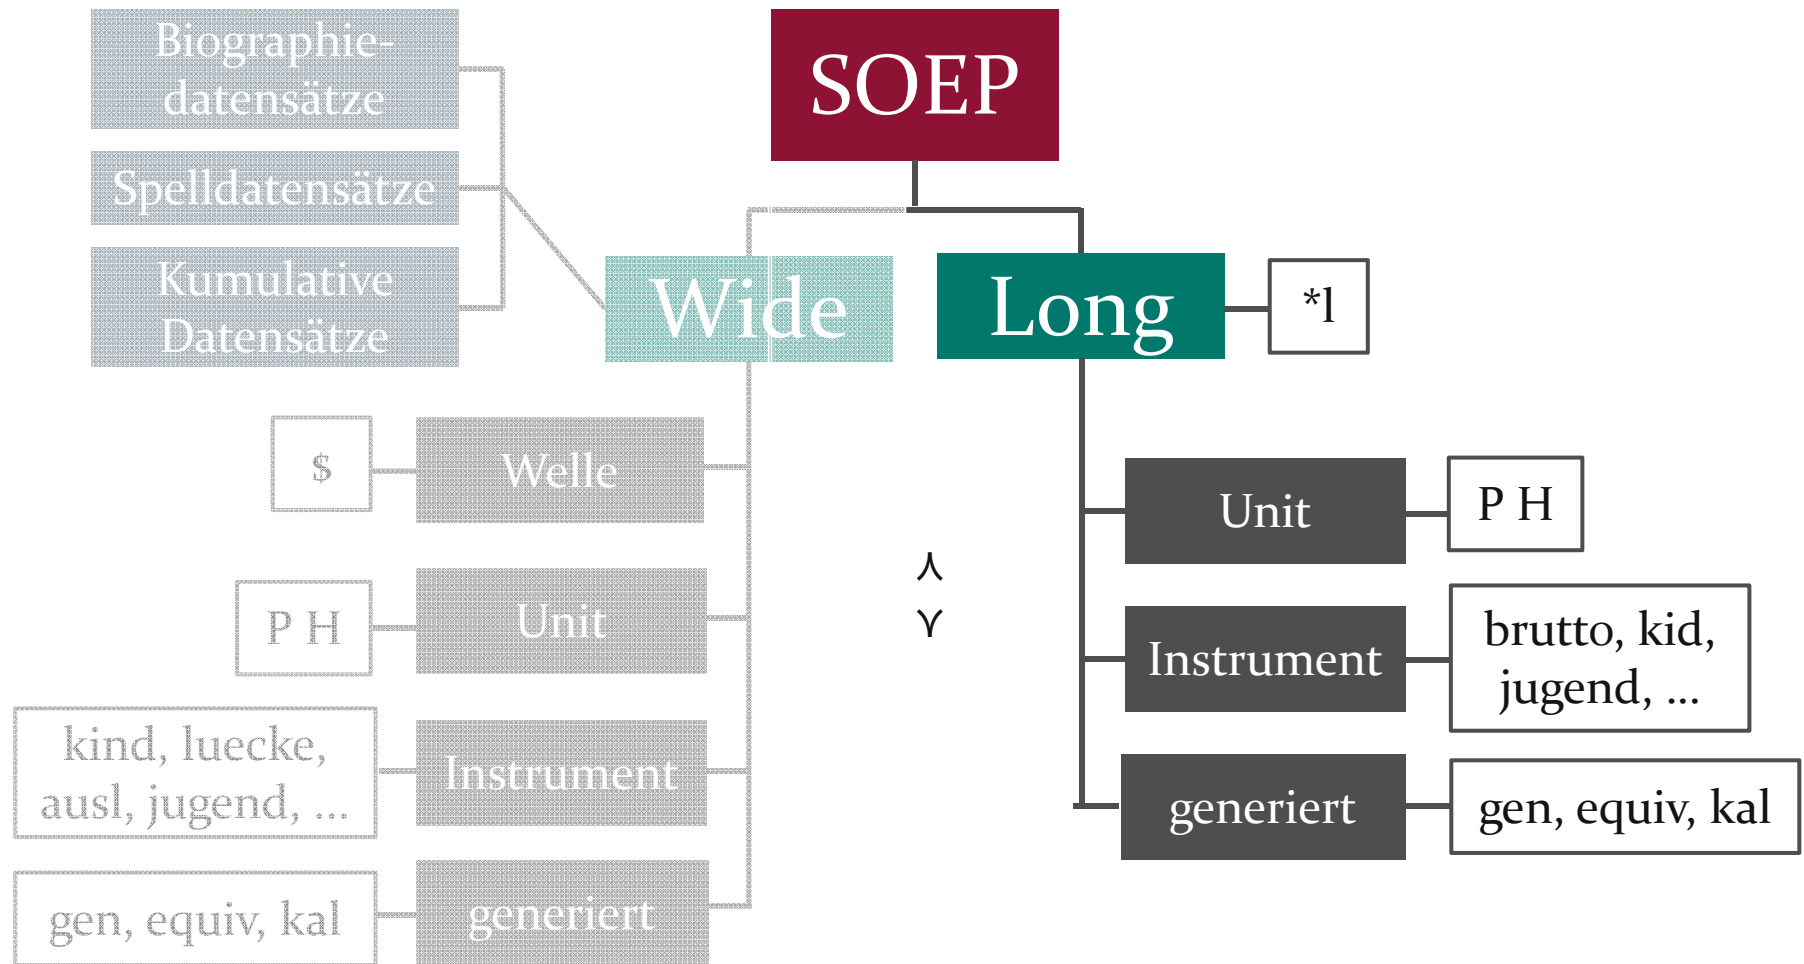 SOEP
Biographie-
datensätze
Spelldatensätze
Kumulative
Datensätze
Wide
$
Welle
P H
Unit
kind, luecke,
ausl, jugend, ...
Instrument
gen, equiv, kal
generiert
Long
*l
Unit
P H
Instrument
brutto, kid,
jugend, ...
generiert
gen, equiv, kal